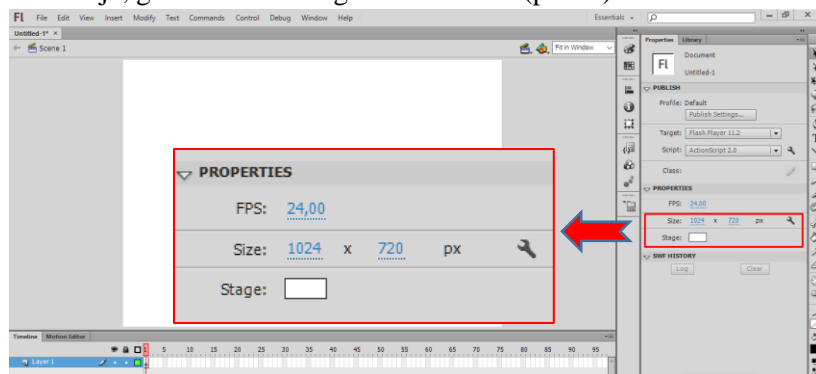 Fl File Edit View Insert Modify Text Commands Control Debug Window Help Essentials
Untitled-1* ×
Scene 1 Fit in Window
Properties Library
Document
Fl
Untitled-1
PUBLISH
Profile: Default
Publish Settings...
Target: Flash Player 11.2
Script: ActionScript 2.0
Class:
PROPERTIES
FPS: 24,00
Size: 1024 x 720 px
Stage:
SWF HISTORY
Log Clear
PROPERTIES
FPS: 24,00
Size: 1024 x 720 px
Stage:
Timeline Motion Editor
1 5 10 15 20 25 30 35 40 45 50 55 60 65 70 75 80 85 90 95
Layer 1